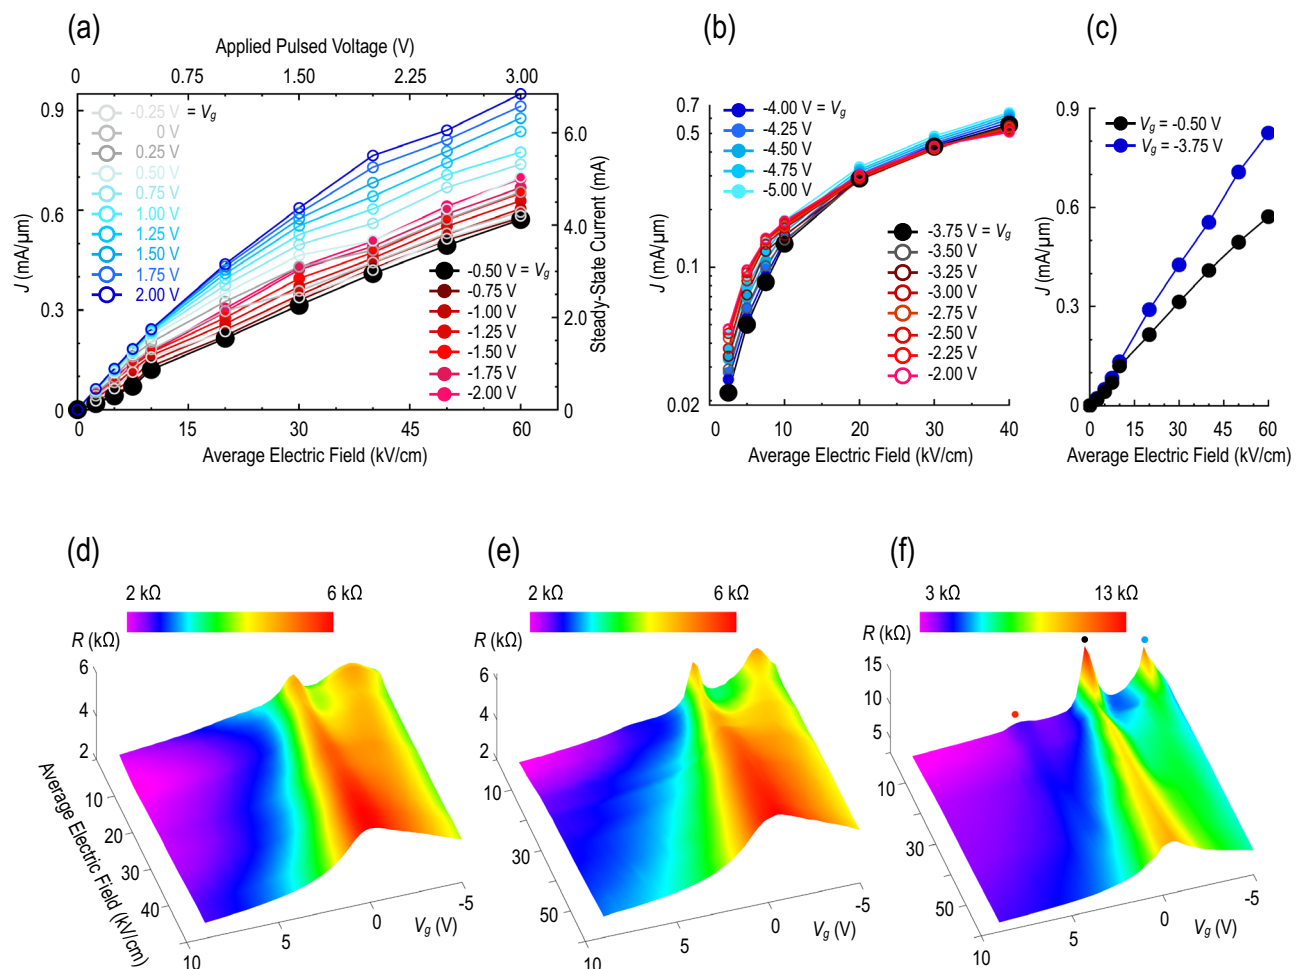 (a)
(b)
(c)
Applied Pulsed Voltage (V)
0 0.75 1.50 2.25 3.00
0.9
0.6
0.3
0
J (mA/µm)
-0.25 V = Vg
0 V
0.25 V
0.50 V
0.75 V
1.00 V
1.25 V
1.50 V
1.75 V
2.00 V
-0.50 V = Vg
-0.75 V
-1.00 V
-1.25 V
-1.50 V
-1.75 V
-2.00 V
6.0
4.0
2.0
0
Steady-State Current (mA)
0 15 30 45 60
Average Electric Field (kV/cm)
0.7
0.5
0.1
0.02
J (mA/µm)
-4.00 V = Vg
-4.25 V
-4.50 V
-4.75 V
-5.00 V
-3.75 V = Vg
-3.50 V
-3.25 V
-3.00 V
-2.75 V
-2.50 V
-2.25 V
-2.00 V
0 10 20 30 40
Average Electric Field (kV/cm)
0.9
0.6
0.3
0
J (mA/µm)
Vg = -0.50 V
Vg = -3.75 V
0 15 30 45 60
Average Electric Field (kV/cm)
(d)
(e)
(f)
2 kΩ 6 kΩ
R (kΩ)
6
4
2
10
20
30
40
Average Electric Field (kV/cm)
10 5 0 -5
Vg (V)
2 kΩ 6 kΩ
R (kΩ)
6
4
2
10
30
50
10 5 0 -5
Vg (V)
3 kΩ 13 kΩ
R (kΩ)
15
10
5
10
30
50
10 5 0 -5
Vg (V)